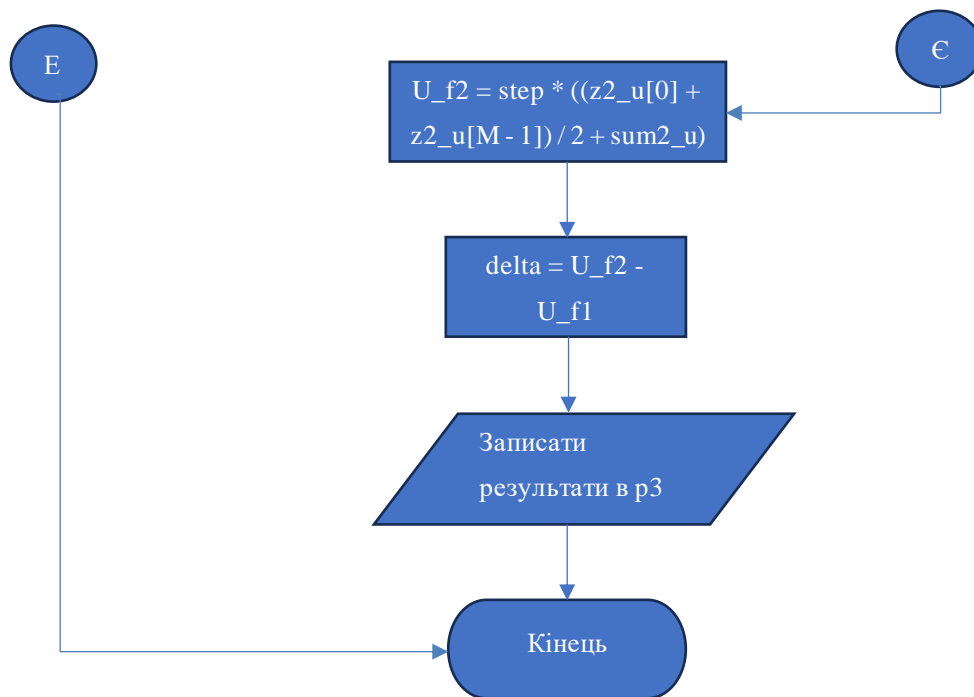 Е
Є
U_f2 = step * ((z2_u[0] +
z2_u[M - 1]) / 2 + sum2_u)
delta = U_f2 -
U_f1
Записати
результати в p3
Кінець